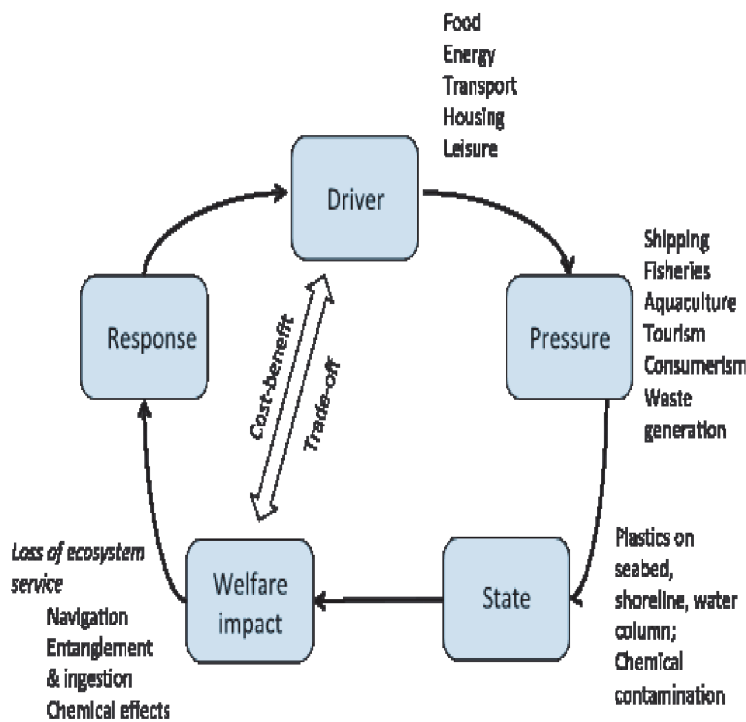 Food
Energy
Transport
Housing
Leisure
Driver
Shipping
Fisheries
Aquaculture
Tourism
Consumerism
Waste
generation
Pressure
Response
Cost-benefit
Trade-off
Plastics on
seabed,
shoreline, water
column;
Chemical
contamination
State
Welfare
impact
Loss of ecosystem
service
Navigation
Entanglement
& ingestion
Chemical effects